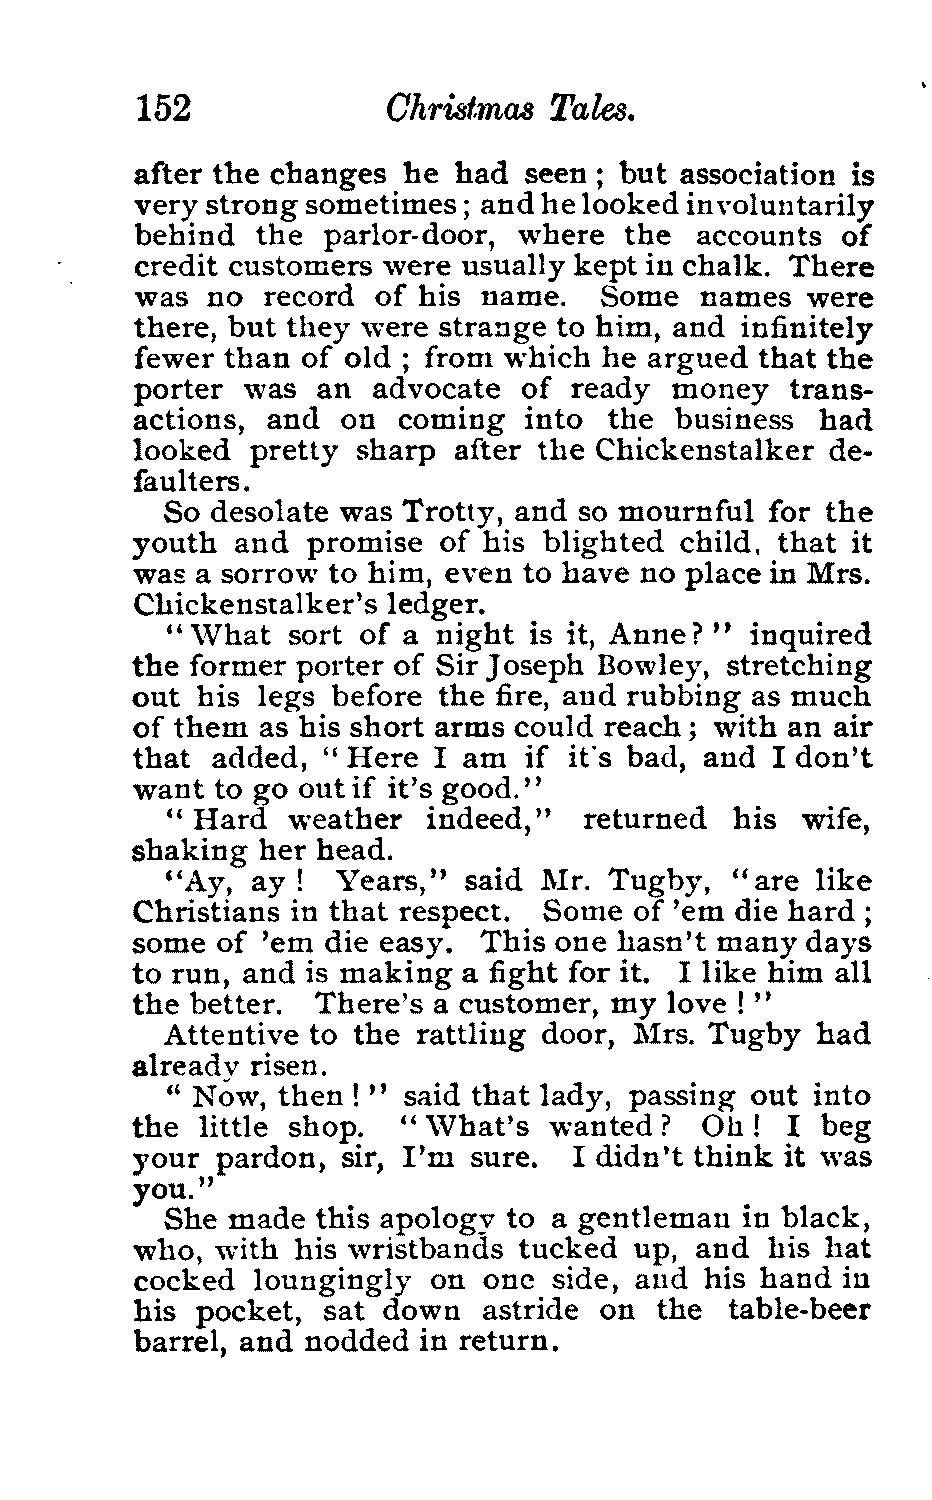 152 Christmas Tales.
after the changes he had seen ; but association is
very strong sometimes ; and he looked involuntarily
behind the parlor-door, where the accounts of
credit customers were usually kept in chalk. There
was no record of his name. Some names were
there, but they were strange to him, and infinitely
fewer than of old ; from which he argued that the
porter was an advocate of ready money trans-
actions, and on coming into the business had
looked pretty sharp after the Chickenstalker de-
faulters.
So desolate was Trotty, and so mournful for the
youth and promise of his blighted child, that it
was a sorrow to him, even to have no place in Mrs.
Chickenstalker's ledger.
"What sort of a night is it, Anne?" inquired
the former porter of Sir Joseph Bowley, stretching
out his legs before the fire, and rubbing as much
of them as his short arms could reach ; with an air
that added, "Here I am if it's bad, and I don't
want to go out if it's good."
"Hard weather indeed," returned his wife,
shaking her head.
"Ay, ay ! Years," said Mr. Tugby, "are like
Christians in that respect. Some of 'em die hard ;
some of 'em die easy. This one hasn't many days
to run, and is making a fight for it. I like him all
the better. There's a customer, my love !"
Attentive to the rattling door, Mrs. Tugby had
already risen.
"Now, then !" said that lady, passing out into
the little shop. "What's wanted ? Oh ! I beg
your pardon, sir, I'm sure. I didn't think it was
you."
She made this apology to a gentleman in black,
who, with his wristbands tucked up, and his hat
cocked loungingly on one side, and his hand in
his pocket, sat down astride on the table-beer
barrel, and nodded in return.